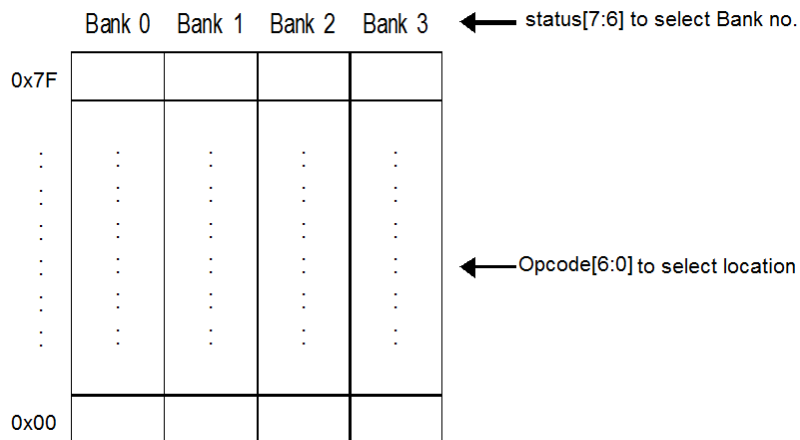 Bank 0 Bank 1 Bank 2 Bank 3 status[7:6] to select Bank no.
0x7F
Opcode[6:0] to select location
0x00